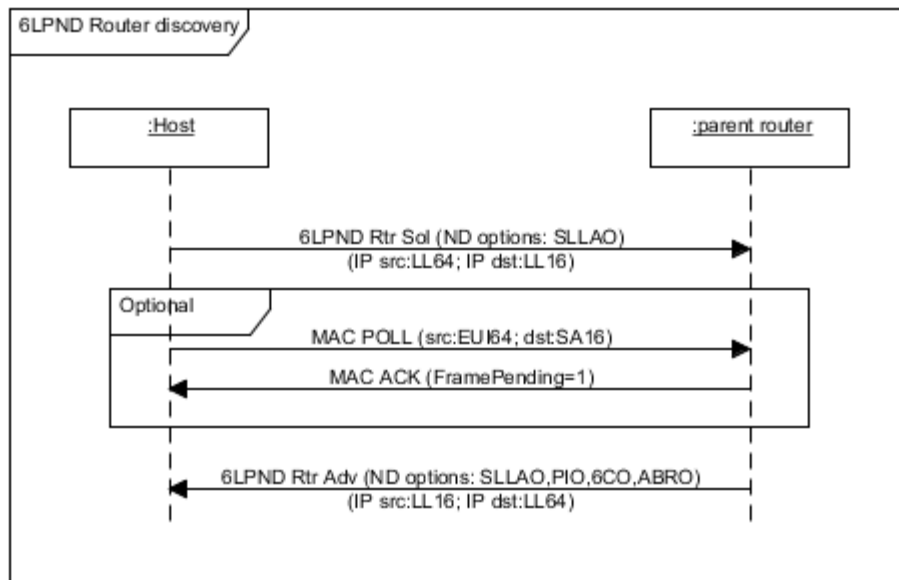 6LPND Router discovery
:Host
:parent router
6LPND Rtr Sol (ND options: SLLAO)
(IP src:LL64; IP dst:LL16)
Optional
MAC POLL (src:EUI64; dst:SA16)
MAC ACK (FramePending=1)
6LPND Rtr Adv (ND options: SLLAO,PIO,6CO,ABRO)
(IP src:LL16; IP dst:LL64)